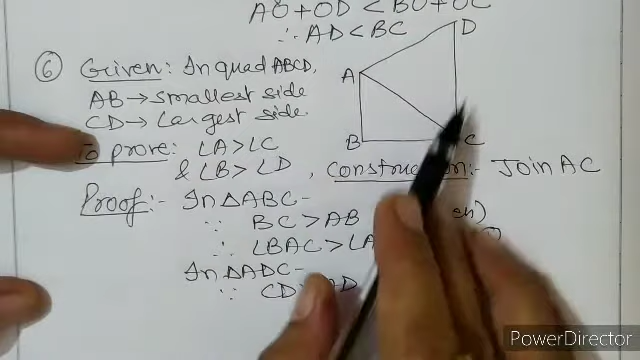 AO + OD < BO + OC
∴ AD < BC
⑥ Given: In quad ABCD,
AB → smallest side
CD → Largest side.
To prove: ∠A > ∠C
& ∠B > ∠D, Construction:- Join AC
A
B
C
D
Proof:- In △ABC-
∵ BC > AB
∴ ∠BAC > ∠A
In △ADC-
∵ CD
PowerDirector